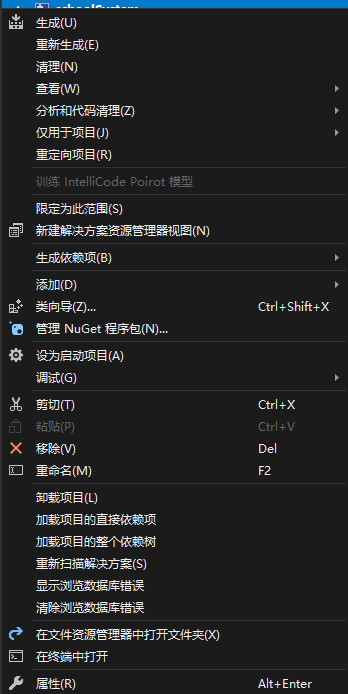 生成(U)
重新生成(E)
清理(N)
查看(W)
分析和代码清理(Z)
仅用于项目(J)
重定向项目(R)
训练 IntelliCode Poirot 模型
限定为此范围(S)
新建解决方案资源管理器视图(N)
生成依赖项(B)
添加(D)
类向导(Z)... Ctrl+Shift+X
管理 NuGet 程序包(N)...
设为启动项目(A)
调试(G)
剪切(T) Ctrl+X
粘贴(P) Ctrl+V
移除(V) Del
重命名(M) F2
卸载项目(L)
加载项目的直接依赖项
加载项目的整个依赖树
重新扫描解决方案(S)
显示浏览数据库错误
清除浏览数据库错误
在文件资源管理器中打开文件夹(X)
在终端中打开
属性(R) Alt+Enter